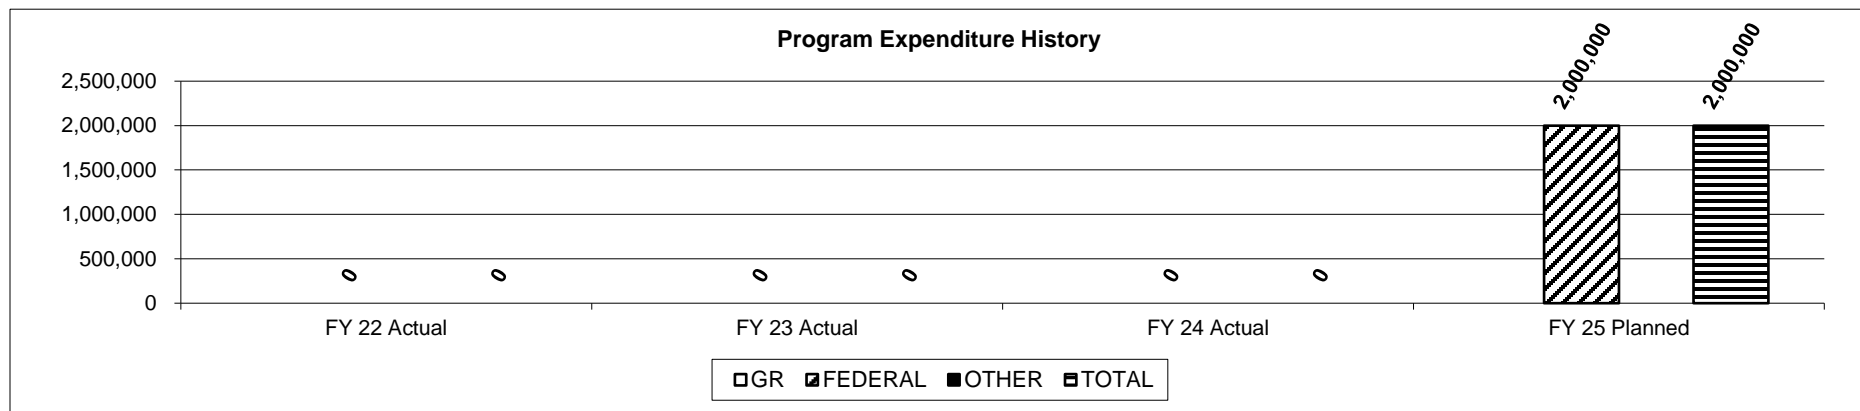 Program Expenditure History
2,000,000 2,000,000
2,500,000
2,000,000
1,500,000
1,000,000
500,000
0 0 0 0 0 0
0
FY 22 Actual FY 23 Actual FY 24 Actual FY 25 Planned
GR FEDERAL OTHER TOTAL